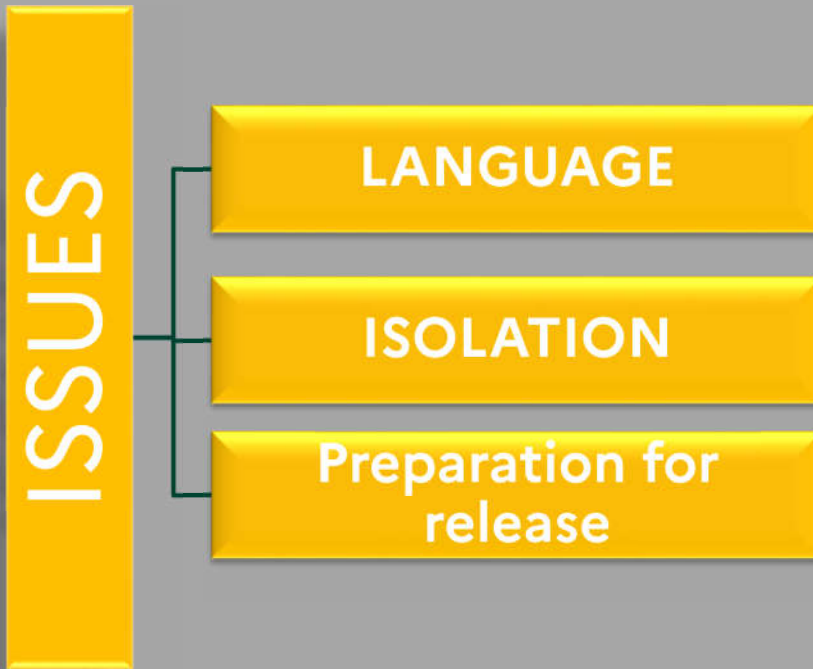 ISSUES
LANGUAGE
ISOLATION
Preparation for
release